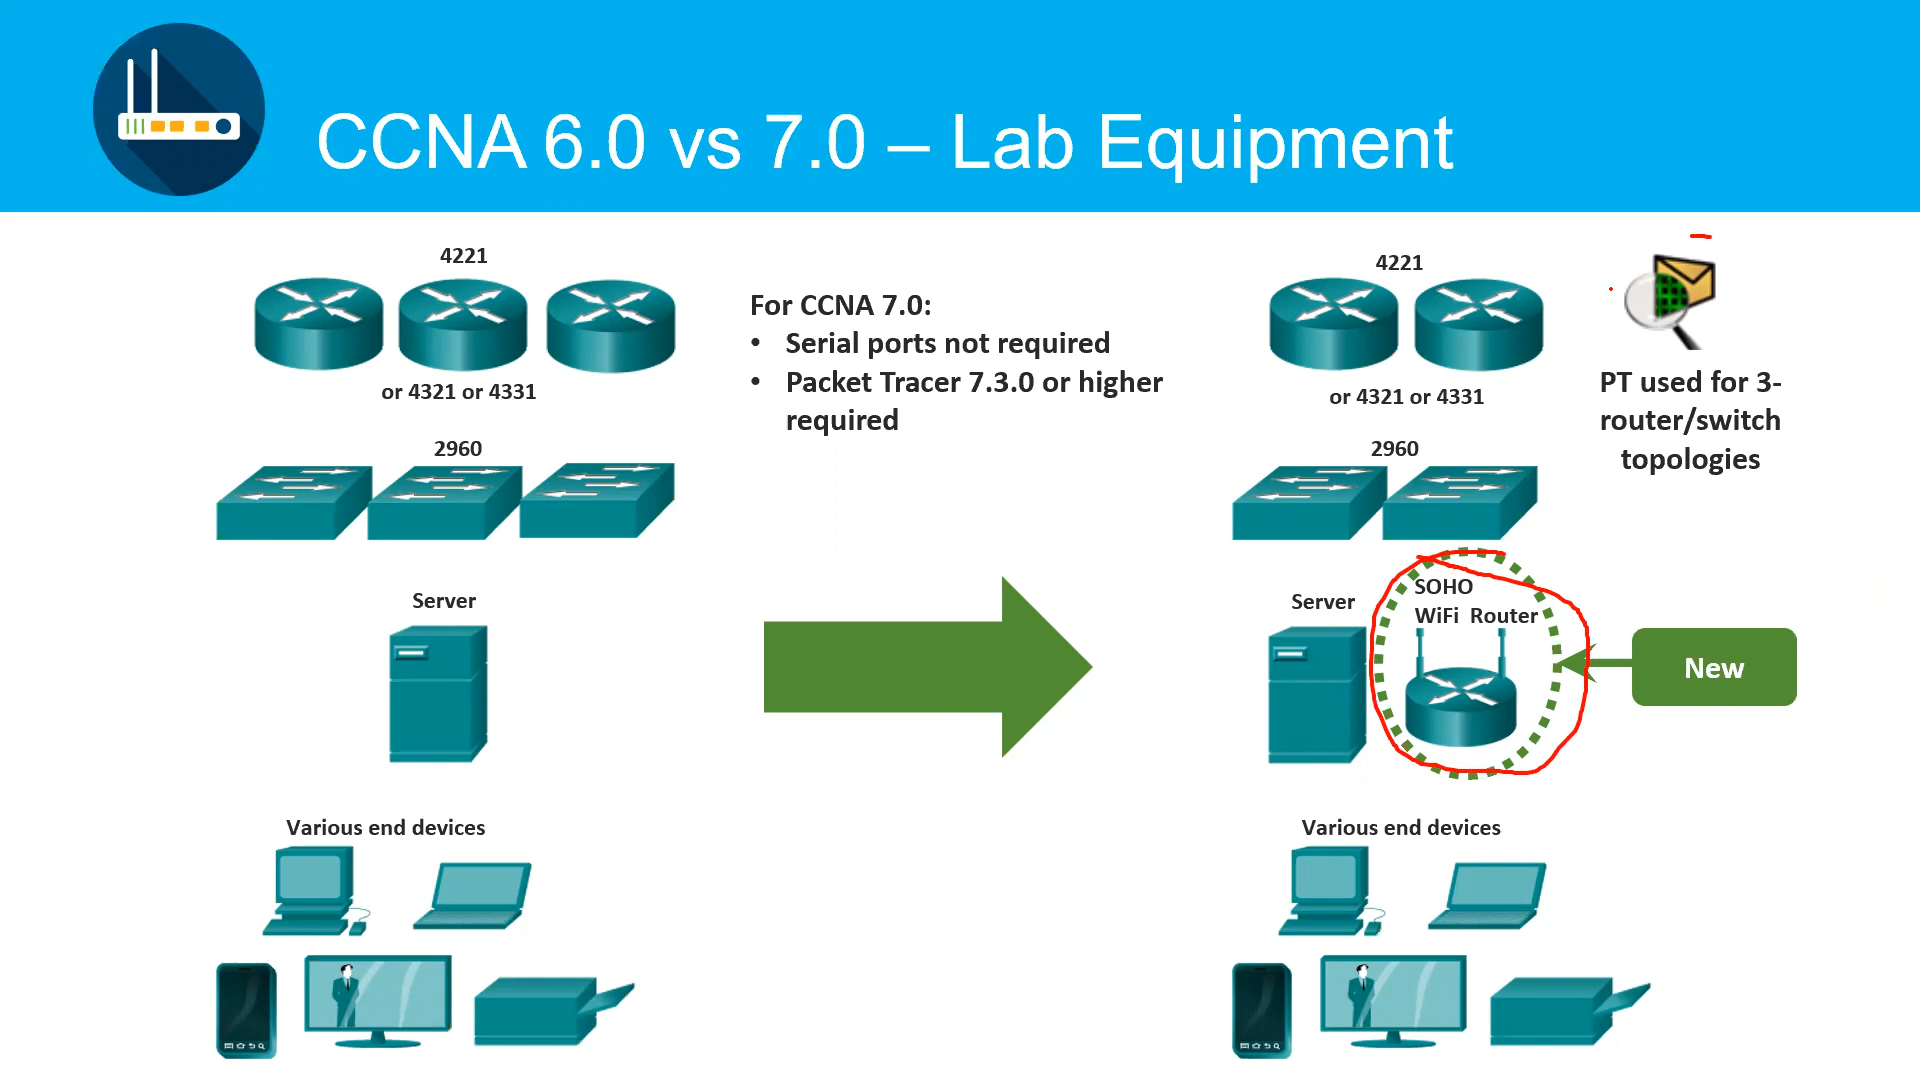 CCNA 6.0 vs 7.0 – Lab Equipment
4221
or 4321 or 4331
2960
Server
Various end devices
For CCNA 7.0:
• Serial ports not required
• Packet Tracer 7.3.0 or higher
required
4221
or 4321 or 4331
2960
PT used for 3-
router/switch
topologies
Server
SOHO
WiFi Router
New
Various end devices